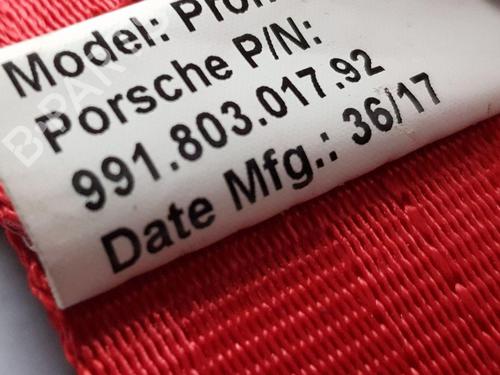 Model:
Porsche P/N:
991.803.017.92
Date Mfg.: 36/17